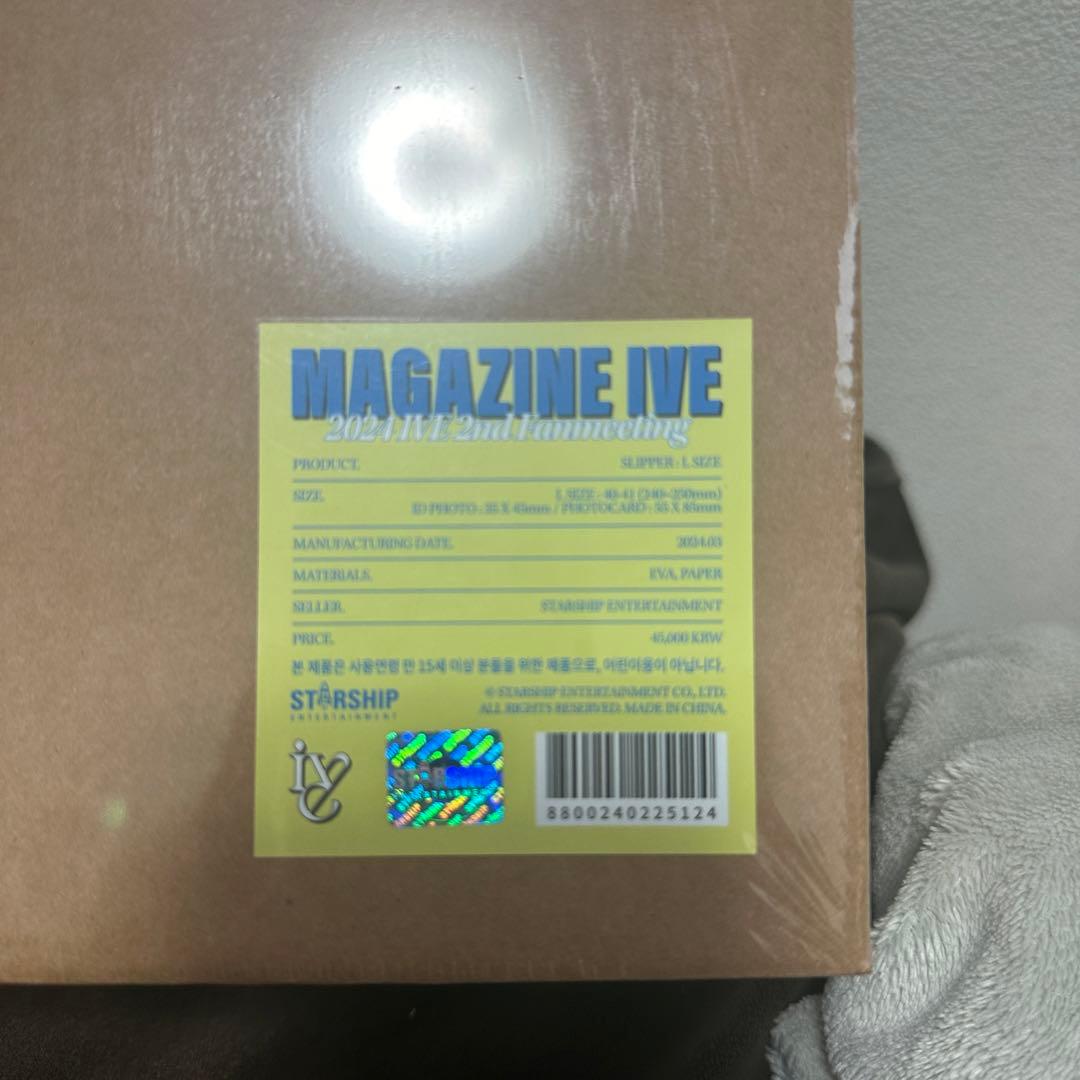 MAGAZINE IVE
2024 IVE 2nd Fanmeeting
PRODUCT. SLIPPER : L SIZE
SIZE. L SIZE : 40-41 (240~250mm)
ID PHOTO : 35 X 45mm / PHOTOCARD : 55 X 85mm
MANUFACTURING DATE. 2024.03
MATERIALS. EVA, PAPER
SELLER. STARSHIP ENTERTAINMENT
PRICE. 45,000 KRW
본 제품은 사용연령 만 15세 이상 분들을 위한 제품으로, 어린이용이 아닙니다.
STARSHIP
ENTERTAINMENT
© STARSHIP ENTERTAINMENT CO., LTD.
ALL RIGHTS RESERVED. MADE IN CHINA.
ive
STARSHIP
ENTERTAINMENT
8800240225124